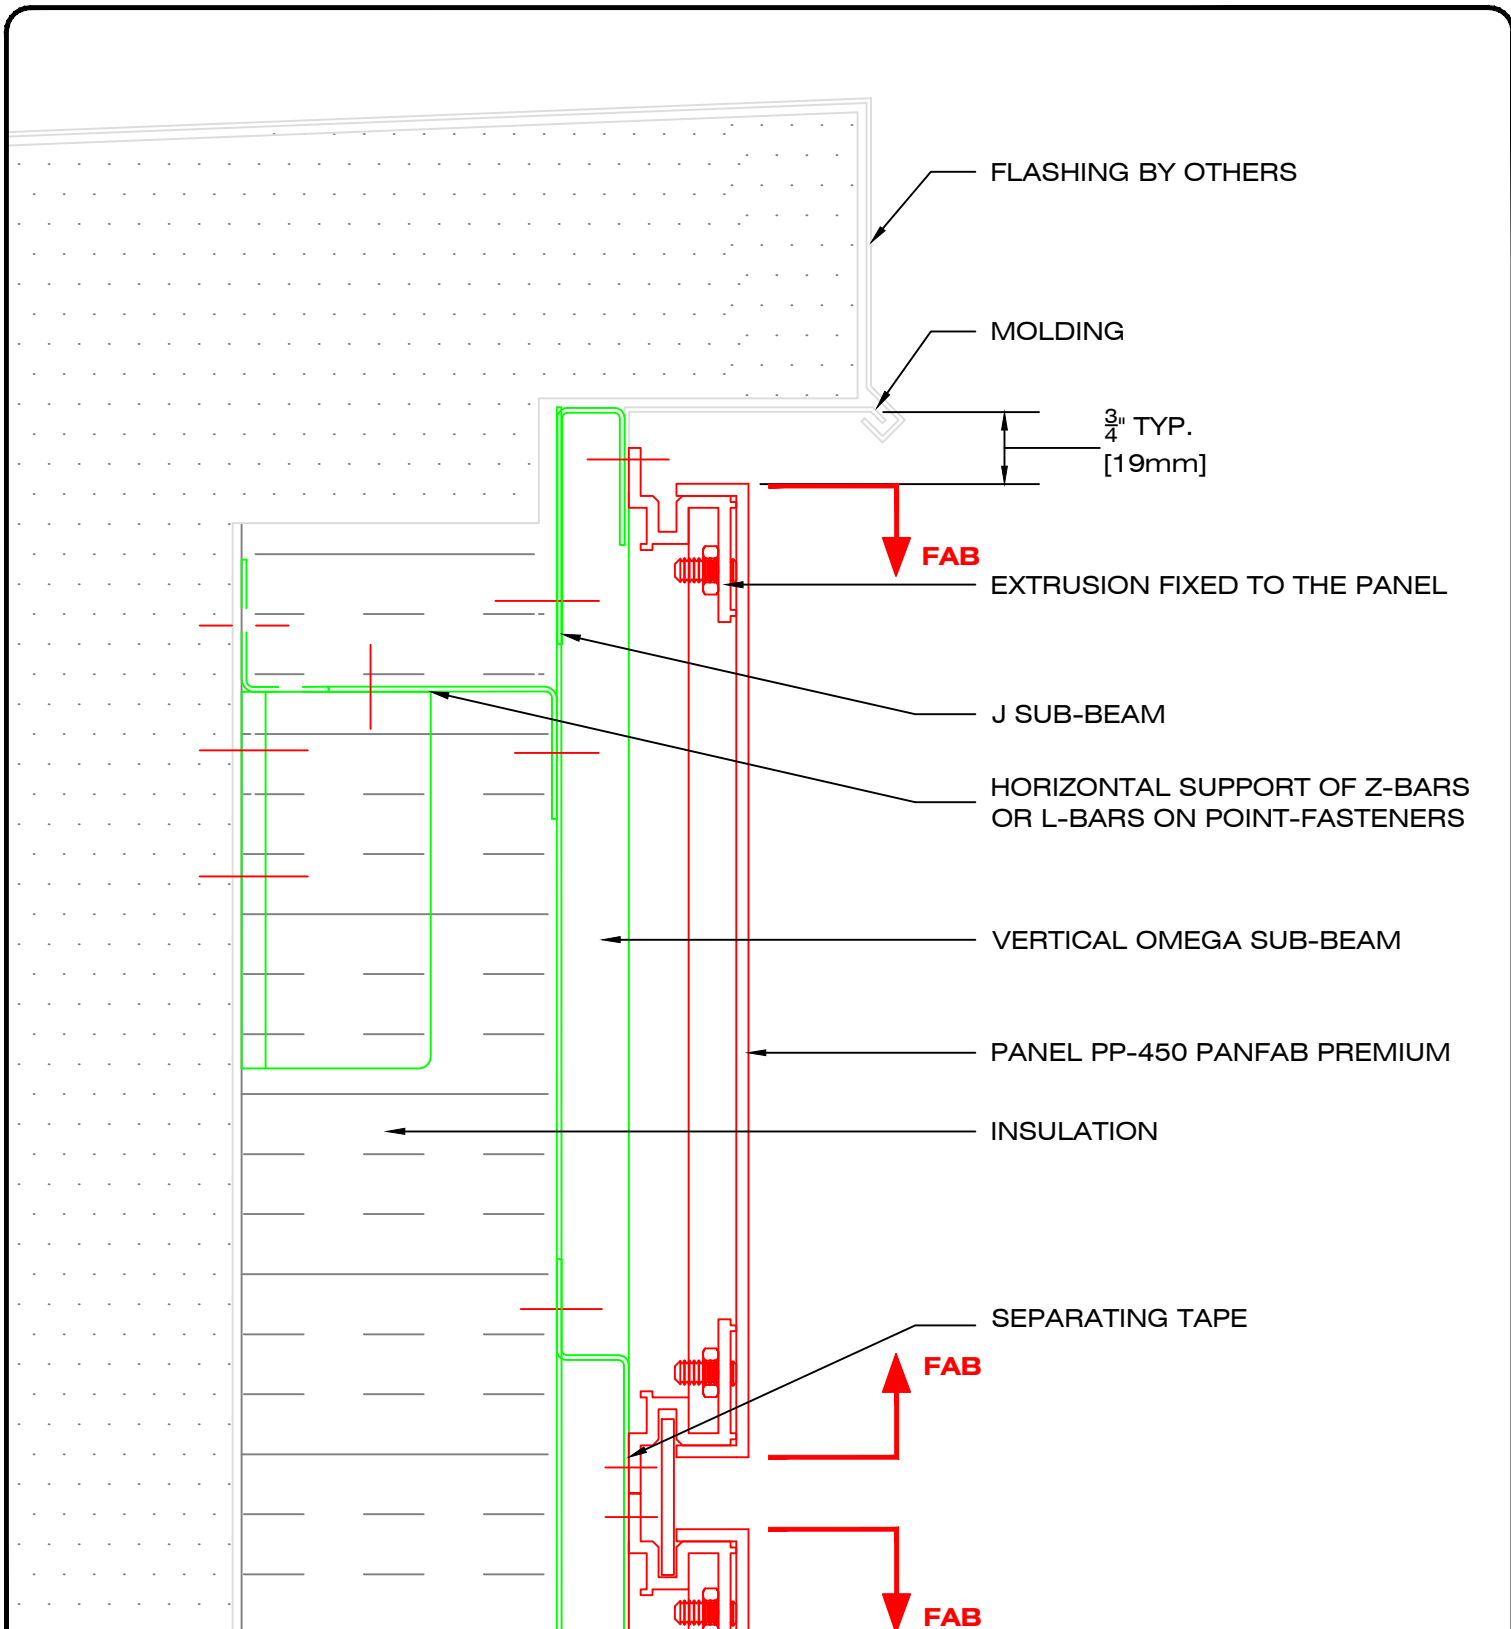 FLASHING BY OTHERS
MOLDING
3/4" TYP.
[19mm]
FAB
EXTRUSION FIXED TO THE PANEL
J SUB-BEAM
HORIZONTAL SUPPORT OF Z-BARS
OR L-BARS ON POINT-FASTENERS
VERTICAL OMEGA SUB-BEAM
PANEL PP-450 PANFAB PREMIUM
INSULATION
SEPARATING TAPE
FAB
FAB